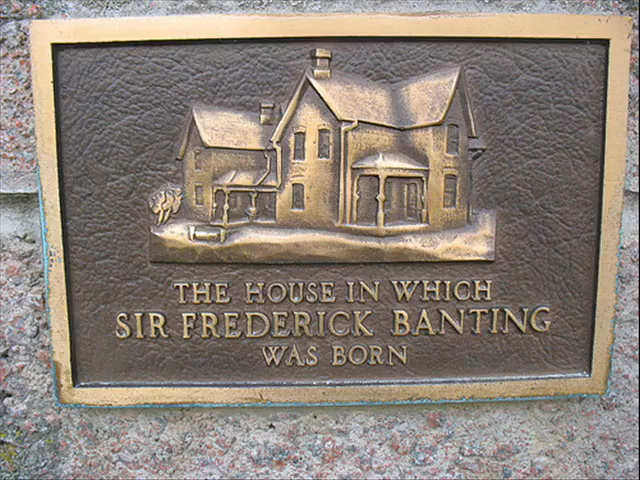 THE HOUSE IN WHICH
SIR FREDERICK BANTING
WAS BORN